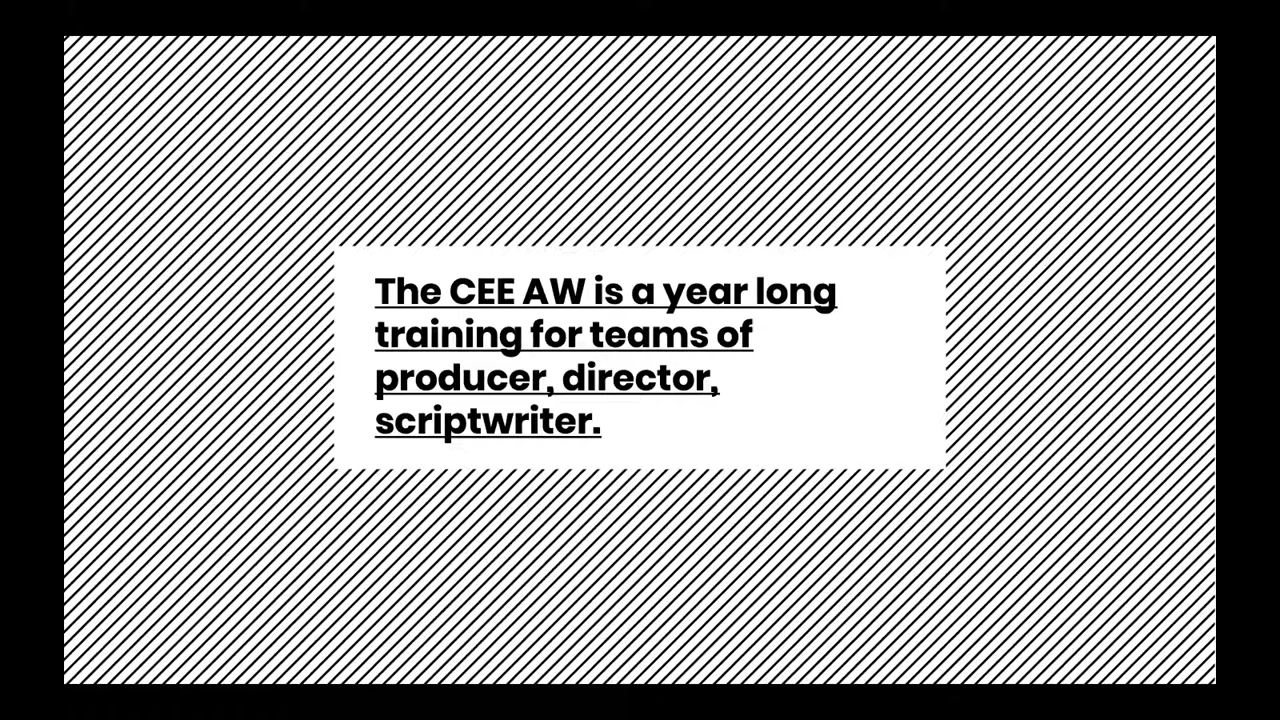 The CEE AW is a year long
training for teams of
producer, director,
scriptwriter.